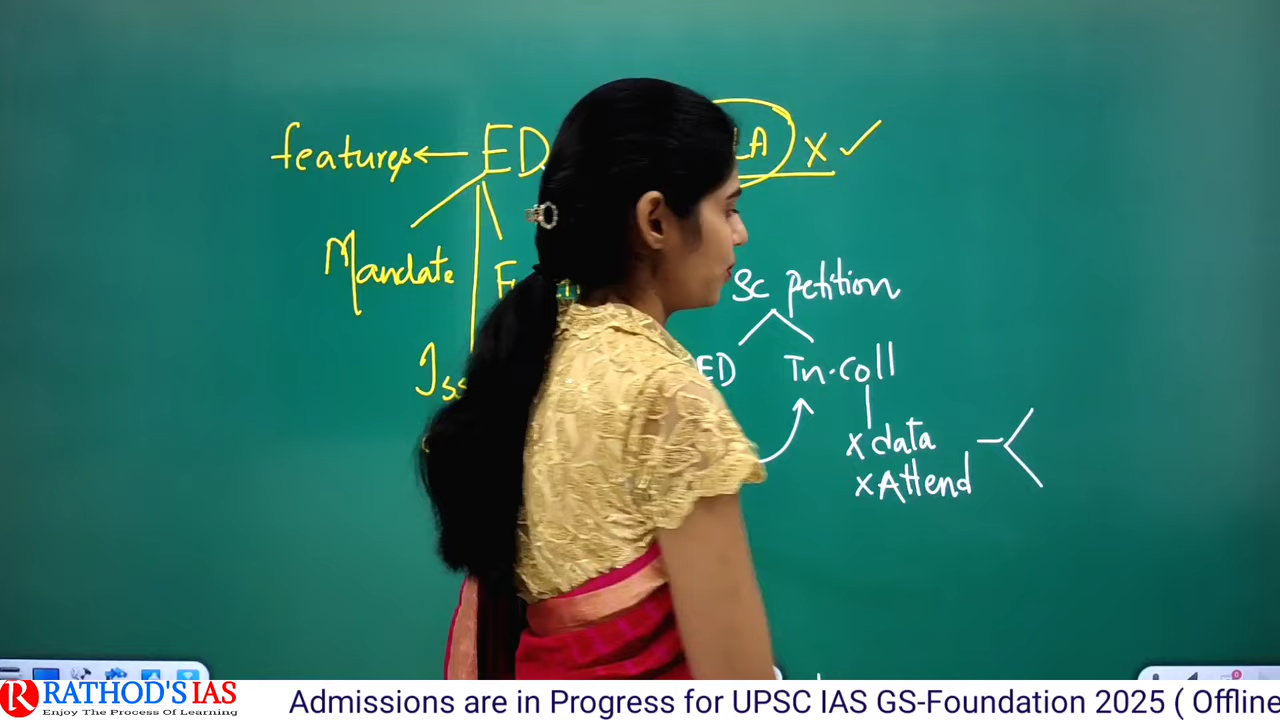 features ED LA X
Mandate
SC petition
ED Tn.coll
x data
x Attend
RATHOD'S IAS
Enjoy The Process Of Learning
Admissions are in Progress for UPSC IAS GS-Foundation 2025 ( Offline